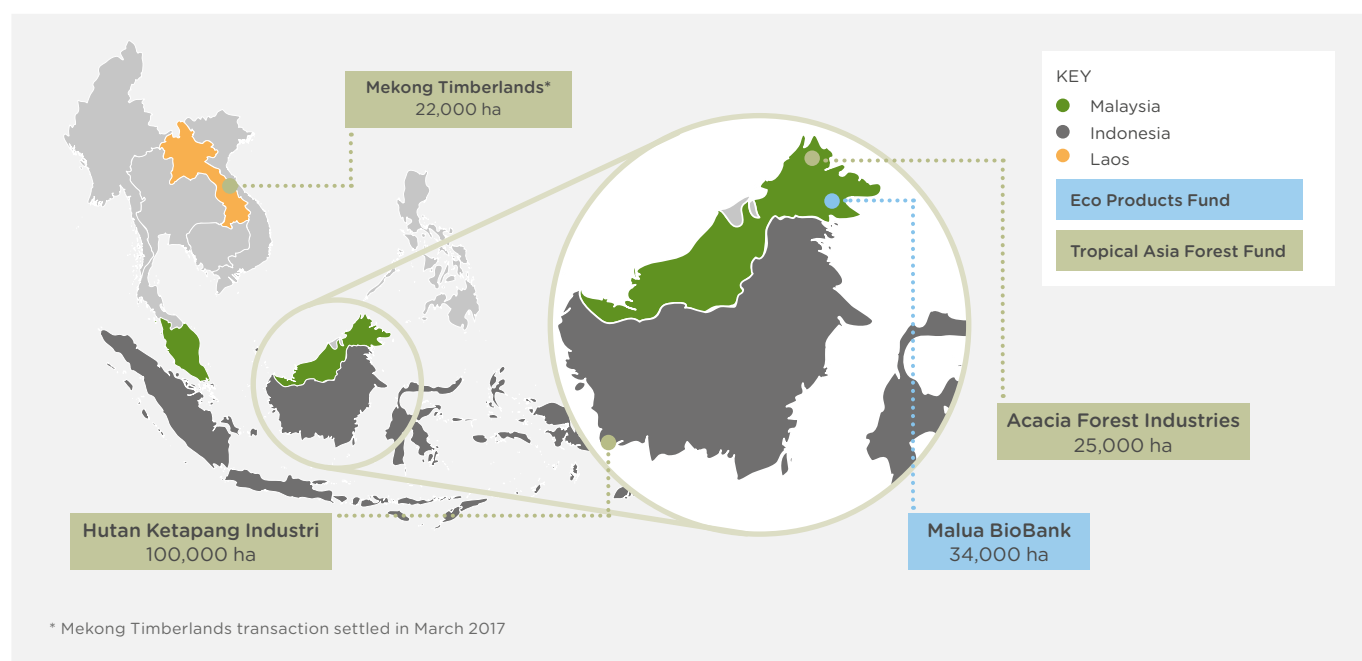 Mekong Timberlands*
22,000 ha
KEY
Malaysia
Indonesia
Laos
Eco Products Fund
Tropical Asia Forest Fund
Acacia Forest Industries
25,000 ha
Hutan Ketapang Industri
100,000 ha
Malua BioBank
34,000 ha
* Mekong Timberlands transaction settled in March 2017